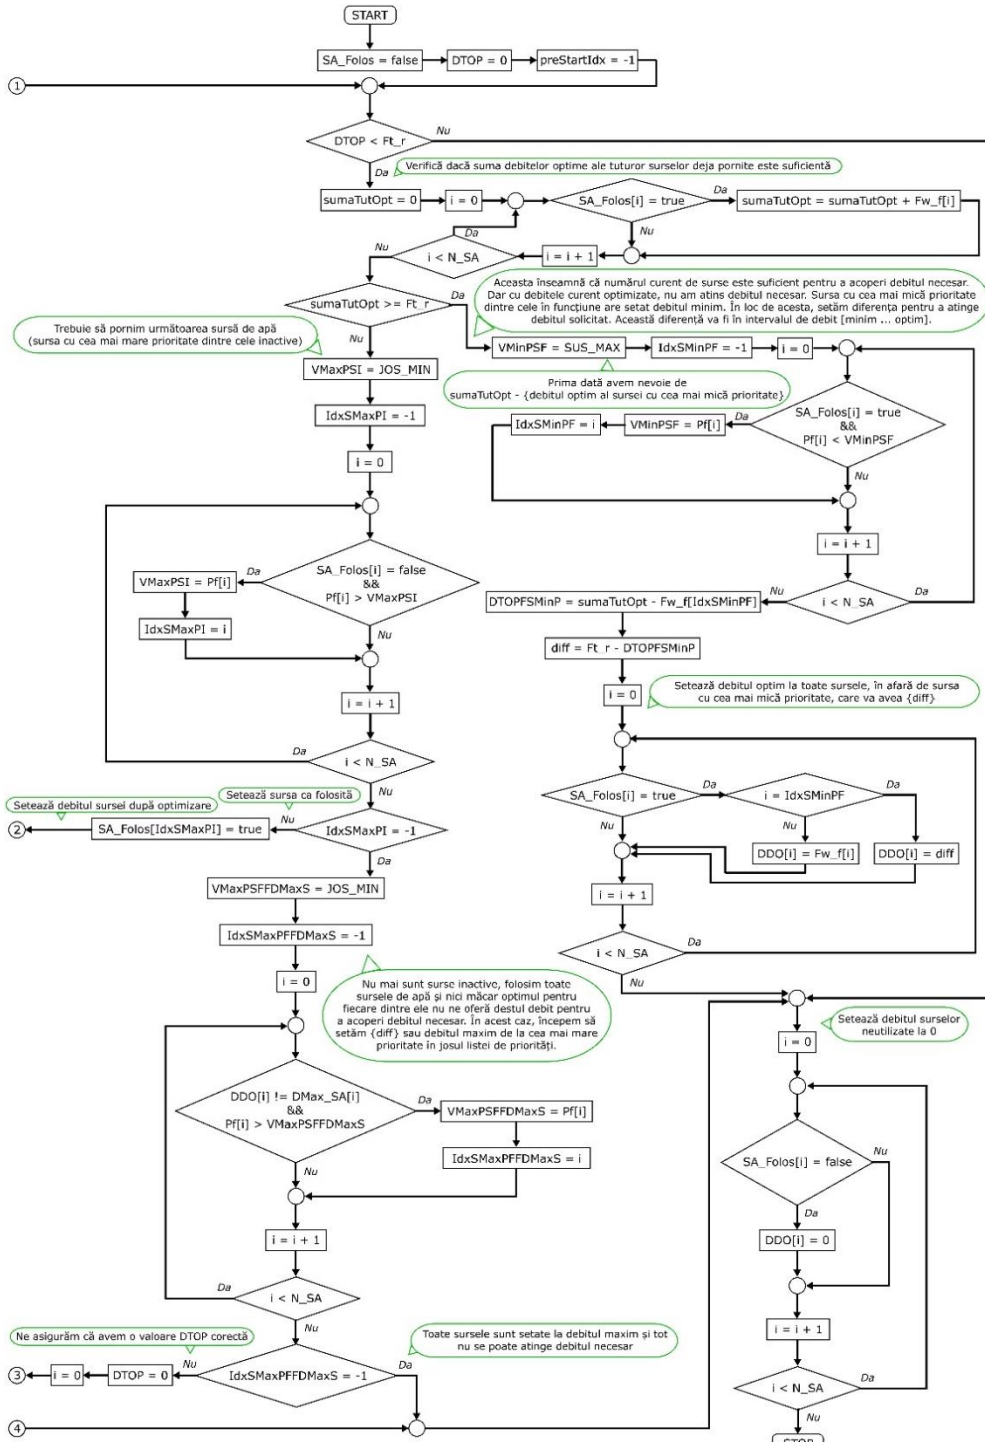 START
SA_Folos = false
DTOP = 0
preStartIdx = -1
1
DTOP < Ft_r
Nu
Da
Verifică dacă suma debitelor optime ale tuturor surselor deja pornite este suficientă
sumaTutOpt = 0
i = 0
SA_Folos[i] = true
Da
sumaTutOpt = sumaTutOpt + Fw_f[i]
Nu
i = i + 1
i < N_SA
Da
Nu
sumaTutOpt >= Ft_r
Da
Nu
Aceasta înseamnă că numărul curent de surse este suficient pentru a acoperi debitul necesar.
Dar cu debitele curent optimizate, nu am atins debitul necesar. Sursa cu cea mai mică prioritate
dintre cele în funcțiune are setat debitul minim. În loc de acesta, setăm diferența pentru a atinge
debitul solicitat. Această diferență va fi în intervalul de debit [minim ... optim].
Trebuie să pornim următoarea sursă de apă
(sursa cu cea mai mare prioritate dintre cele inactive)
VMinPSF = SUS_MAX
IdxSMinPF = -1
i = 0
Prima dată avem nevoie de
sumaTutOpt - {debitul optim al sursei cu cea mai mică prioritate}
VMaxPSI = JOS_MIN
IdxSMaxPI = -1
i = 0
SA_Folos[i] = true
&&
Pf[i] < VMinPSF
Da
VMinPSF = Pf[i]
IdxSMinPF = i
Nu
i = i + 1
i < N_SA
Da
Nu
SA_Folos[i] = false
&&
Pf[i] > VMaxPSI
Da
VMaxPSI = Pf[i]
IdxSMaxPI = i
Nu
i = i + 1
i < N_SA
Da
Nu
DTOPFSMinP = sumaTutOpt - Fw_f[IdxSMinPF]
diff = Ft_r - DTOPFSMinP
i = 0
Setează debitul optim la toate sursele, în afară de sursa
cu cea mai mică prioritate, care va avea {diff}
SA_Folos[i] = true
Da
i = IdxSMinPF
Da
Nu
Nu
DDO[i] = Fw_f[i]
DDO[i] = diff
i = i + 1
i < N_SA
Da
Nu
Setează debitul sursei după optimizare
Setează sursa ca folosită
2
SA_Folos[IdxSMaxPI] = true
Nu
IdxSMaxPI = -1
Da
VMaxPSFFDMaxS = JOS_MIN
IdxSMaxPFFDMaxS = -1
i = 0
Nu mai sunt surse inactive, folosim toate
sursele de apă și nici măcar optimul pentru
fiecare dintre ele nu ne oferă destul debit pentru
a acoperi debitul necesar. În acest caz, începem să
setăm {diff} sau debitul maxim de la cea mai mare
prioritate în josul listei de priorități.
DDO[i] != DMax_SA[i]
&&
Pf[i] > VMaxPSFFDMaxS
Da
VMaxPSFFDMaxS = Pf[i]
IdxSMaxPFFDMaxS = i
Nu
i = i + 1
i < N_SA
Da
Nu
Setează debitul surselor
neutilizate la 0
i = 0
SA_Folos[i] = false
Nu
Da
DDO[i] = 0
i = i + 1
i < N_SA
Da
Nu
STOP
Ne asigurăm că avem o valoare DTOP corectă
Toate sursele sunt setate la debitul maxim și tot
nu se poate atinge debitul necesar
3
i = 0
DTOP = 0
Nu
IdxSMaxPFFDMaxS = -1
Da
4